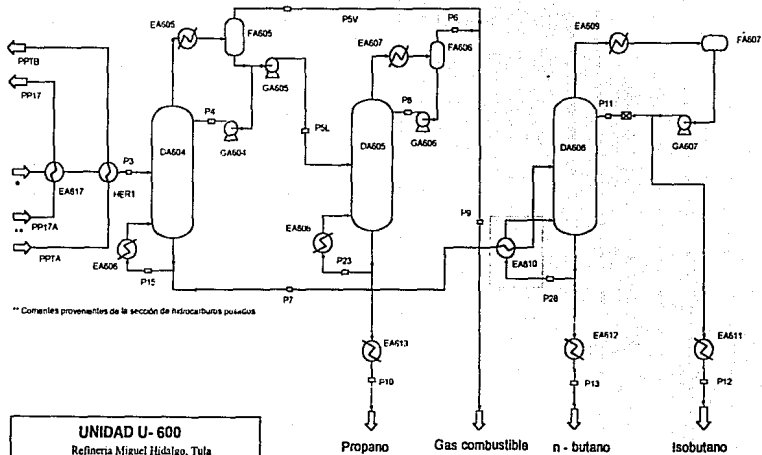 P5V
P6
EA605
FA605
EA609
FA607
PPTB
EA607
FA606
PP17
GA605
P4
P8
P11
P5L
GA604
GA606
GA607
P3
DA604
DA605
DA606
*
EA617
HER1
PP17A
**
PPTA
P9
EA606
P15
P23
EA610
P7
P28
** Corrientes provenientes de la sección de hidrocarburos pesados
EA613
EA612
EA611
P10
P13
P12
UNIDAD U- 600
Refinería Miguel Hidalgo, Tula
Propano
Gas combustible
n - butano
Isobutano